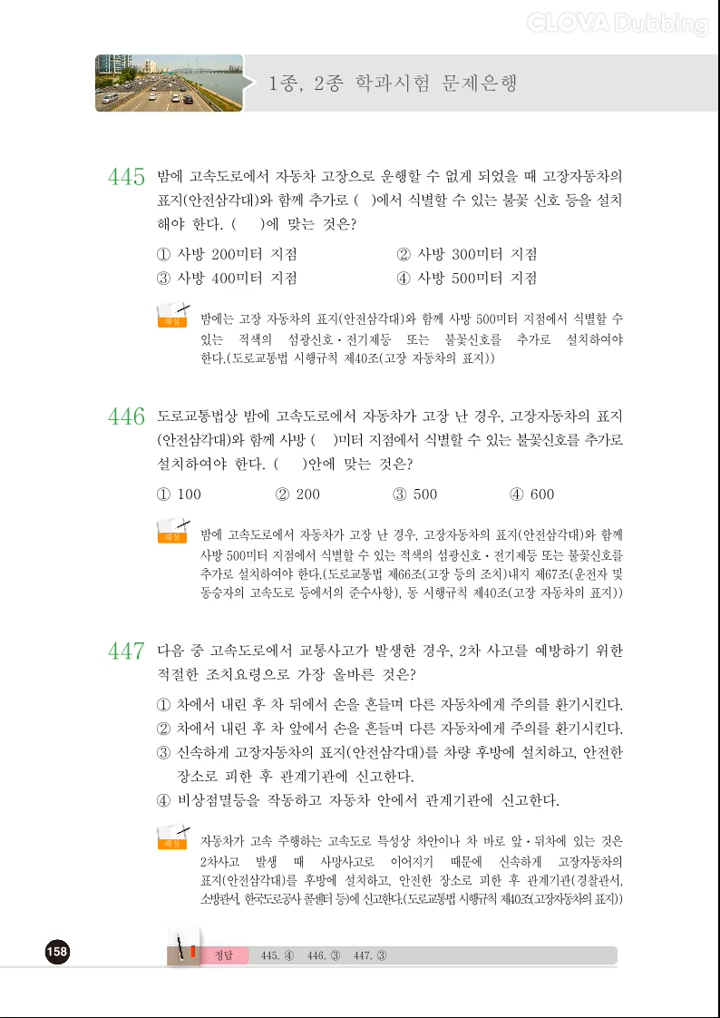 CLOVA Dubbing
1종, 2종 학과시험 문제은행
445 밤에 고속도로에서 자동차 고장으로 운행할 수 없게 되었을 때 고장자동차의
표지(안전삼각대)와 함께 추가로 ( )에서 식별할 수 있는 불꽃 신호 등을 설치
해야 한다. ( )에 맞는 것은?
① 사방 200미터 지점 ② 사방 300미터 지점
③ 사방 400미터 지점 ④ 사방 500미터 지점
해설 밤에는 고장 자동차의 표지(안전삼각대)와 함께 사방 500미터 지점에서 식별할 수
있는 적색의 섬광신호·전기제등 또는 불꽃신호를 추가로 설치하여야
한다.(도로교통법 시행규칙 제40조(고장 자동차의 표지))
446 도로교통법상 밤에 고속도로에서 자동차가 고장 난 경우, 고장자동차의 표지
(안전삼각대)와 함께 사방 ( )미터 지점에서 식별할 수 있는 불꽃신호를 추가로
설치하여야 한다. ( )안에 맞는 것은?
① 100 ② 200 ③ 500 ④ 600
해설 밤에 고속도로에서 자동차가 고장 난 경우, 고장자동차의 표지(안전삼각대)와 함께
사방 500미터 지점에서 식별할 수 있는 적색의 섬광신호·전기제등 또는 불꽃신호를
추가로 설치하여야 한다.(도로교통법 제66조(고장 등의 조치)내지 제67조(운전자 및
동승자의 고속도로 등에서의 준수사항), 동 시행규칙 제40조(고장 자동차의 표지))
447 다음 중 고속도로에서 교통사고가 발생한 경우, 2차 사고를 예방하기 위한
적절한 조치요령으로 가장 올바른 것은?
① 차에서 내린 후 차 뒤에서 손을 흔들며 다른 자동차에게 주의를 환기시킨다.
② 차에서 내린 후 차 앞에서 손을 흔들며 다른 자동차에게 주의를 환기시킨다.
③ 신속하게 고장자동차의 표지(안전삼각대)를 차량 후방에 설치하고, 안전한
장소로 피한 후 관계기관에 신고한다.
④ 비상점멸등을 작동하고 자동차 안에서 관계기관에 신고한다.
해설 자동차가 고속 주행하는 고속도로 특성상 차안이나 차 바로 앞·뒤차에 있는 것은
2차사고 발생 때 사망사고로 이어지기 때문에 신속하게 고장자동차의
표지(안전삼각대)를 후방에 설치하고, 안전한 장소로 피한 후 관계기관(경찰관서,
소방관서, 한국도로공사 콜센터 등)에 신고한다.(도로교통법 시행규칙 제40조(고장자동차의 표지))
158 정답 445. ④ 446. ③ 447. ③